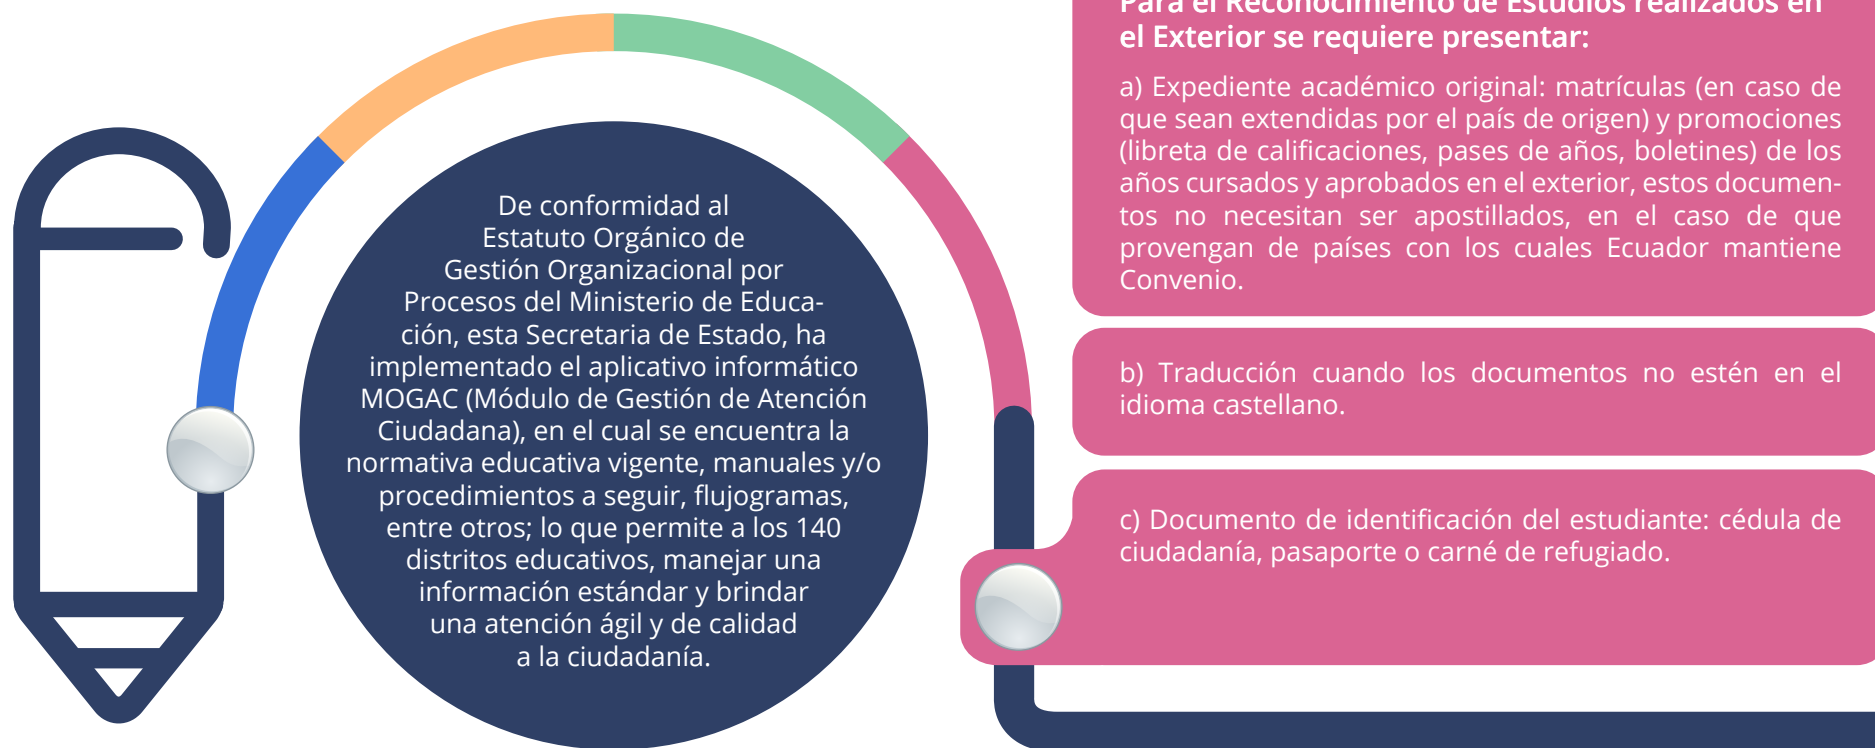 De conformidad al
Estatuto Orgánico de
Gestión Organizacional por
Procesos del Ministerio de Educa-
ción, esta Secretaria de Estado, ha
implementado el aplicativo informático
MOGAC (Módulo de Gestión de Atención
Ciudadana), en el cual se encuentra la
normativa educativa vigente, manuales y/o
procedimientos a seguir, flujogramas,
entre otros; lo que permite a los 140
distritos educativos, manejar una
información estándar y brindar
una atención ágil y de calidad
a la ciudadanía.
Para el Reconocimiento de Estudios realizados en
el Exterior se requiere presentar:
a) Expediente académico original: matrículas (en caso de
que sean extendidas por el país de origen) y promociones
(libreta de calificaciones, pases de años, boletines) de los
años cursados y aprobados en el exterior, estos documen-
tos no necesitan ser apostillados, en el caso de que
provengan de países con los cuales Ecuador mantiene
Convenio.
b) Traducción cuando los documentos no estén en el
idioma castellano.
c) Documento de identificación del estudiante: cédula de
ciudadanía, pasaporte o carné de refugiado.